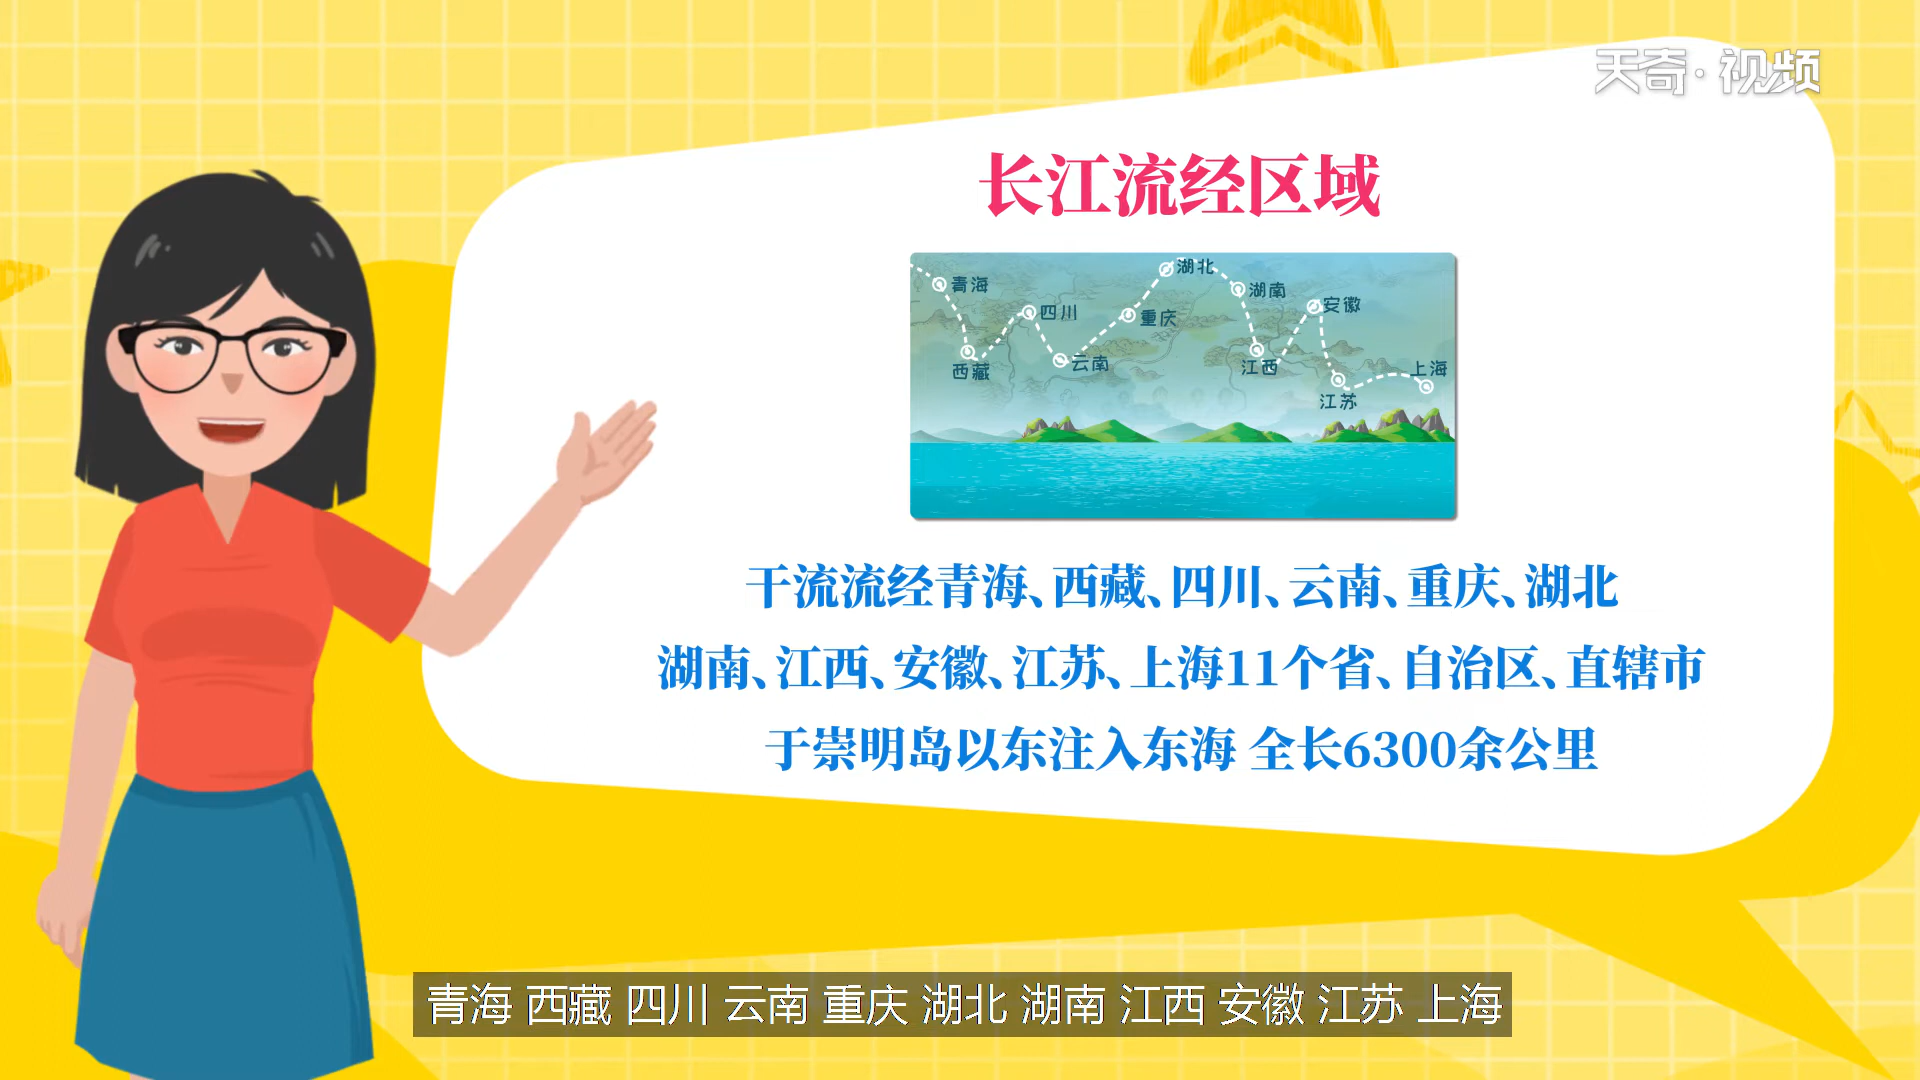 天奇·视频
长江流经区域
湖北
青海
湖南
安徽
四川
重庆
云南
西藏
江西
上海
江苏
干流流经青海、西藏、四川、云南、重庆、湖北
湖南、江西、安徽、江苏、上海11个省、自治区、直辖市
于崇明岛以东注入东海 全长6300余公里
青海 西藏 四川 云南 重庆 湖北 湖南 江西 安徽 江苏 上海